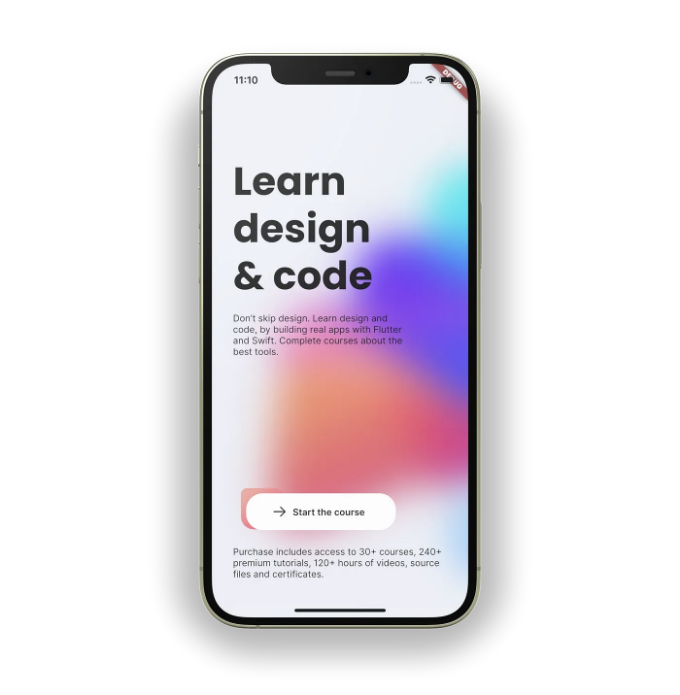 11:10
DEBUG
Learn
design
& code
Don't skip design. Learn design and
code, by building real apps with Flutter
and Swift. Complete courses about the
best tools.
Start the course
Purchase includes access to 30+ courses, 240+
premium tutorials, 120+ hours of videos, source
files and certificates.